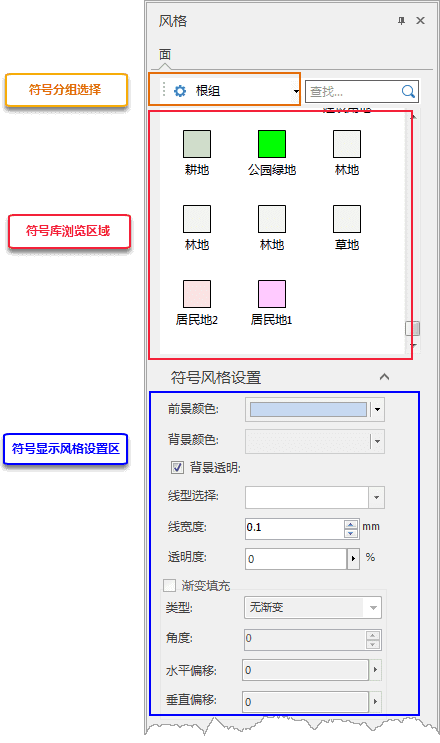 风格
面
符号分组选择
根组
查找...
耕地 公园绿地 林地
符号库浏览区域
林地 林地 草地
居民地2 居民地1
符号风格设置
前景颜色:
符号显示风格设置区
背景颜色:
背景透明:
线型选择:
线宽度: 0.1 mm
透明度: 0 %
渐变填充
类型: 无渐变
角度: 0
水平偏移: 0
垂直偏移: 0